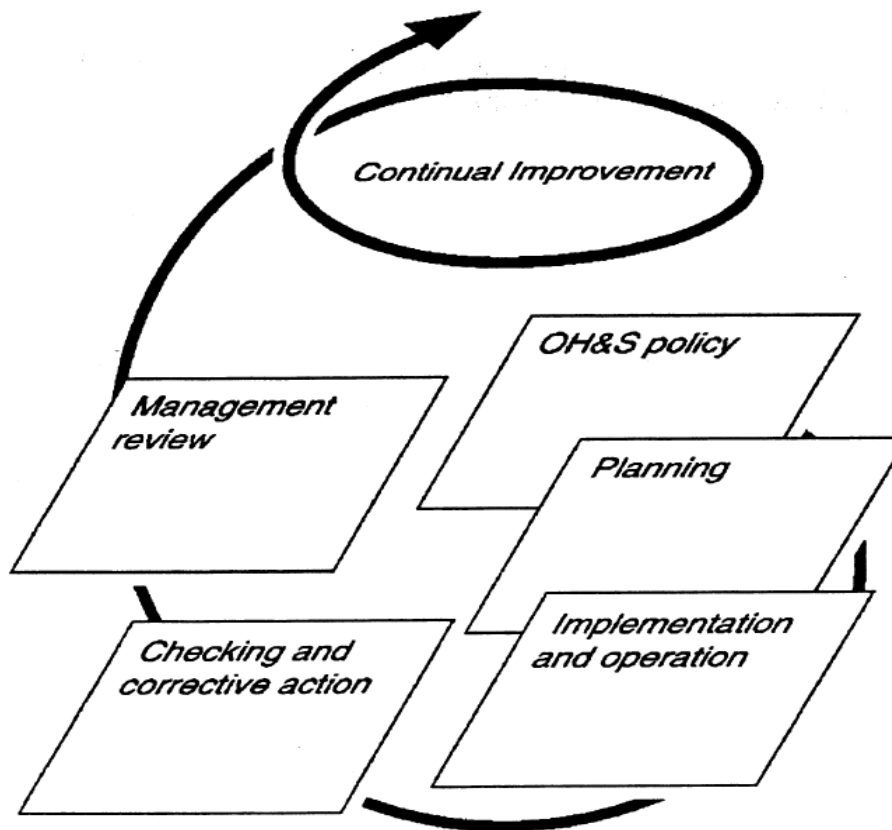 Continual Improvement
OH&S policy
Management
review
Planning
Implementation
and operation
Checking and
corrective action